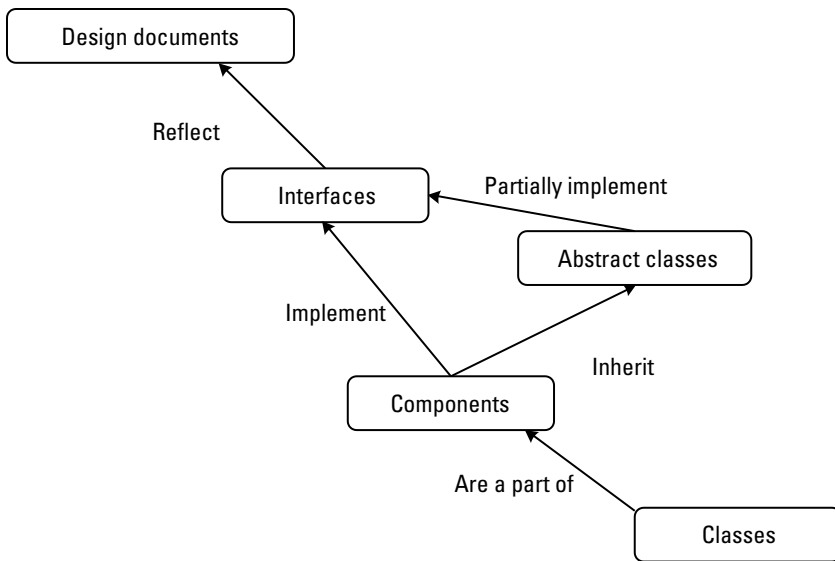 Design documents
Reflect
Interfaces
Partially implement
Abstract classes
Implement
Inherit
Components
Are a part of
Classes